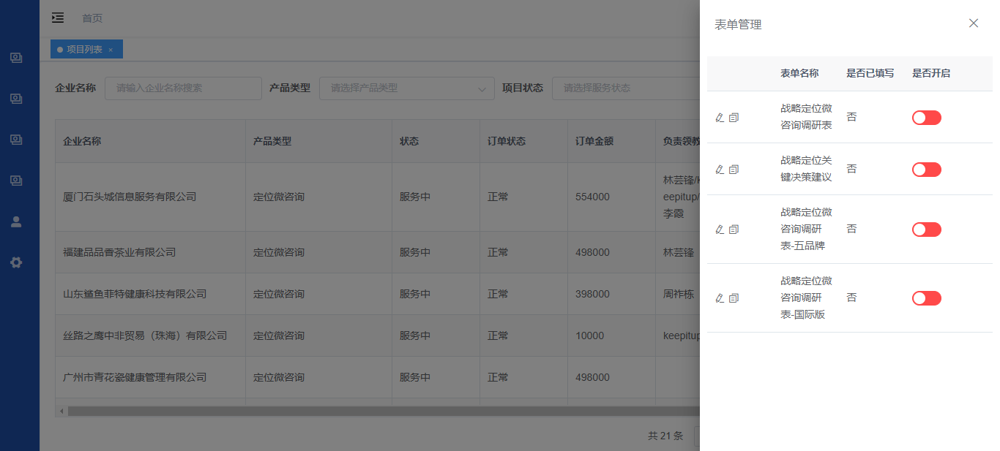 首页
项目列表 ×
企业名称 请输入企业名称搜索 产品类型 请选择产品类型 项目状态 请选择服务状态
企业名称 产品类型 状态 订单状态 订单金额 负责领教
厦门石头城信息服务有限公司 定位微咨询 服务中 正常 554000 林芸锋/k
eepitup/
李霞
福建品品香茶业有限公司 定位微咨询 服务中 正常 498000 林芸锋
山东鲨鱼菲特健康科技有限公司 定位微咨询 服务中 正常 398000 周祚栋
丝路之鹰中非贸易（珠海）有限公司 定位微咨询 服务中 正常 10000 keepitup
广州市青花瓷健康管理有限公司 定位微咨询 服务中 正常 498000
共 21 条
表单管理
表单名称 是否已填写 是否开启
战略定位微
咨询调研表
否
战略定位关
键决策建议
否
战略定位微
咨询调研
表-五品牌
否
战略定位微
咨询调研
表-国际版
否